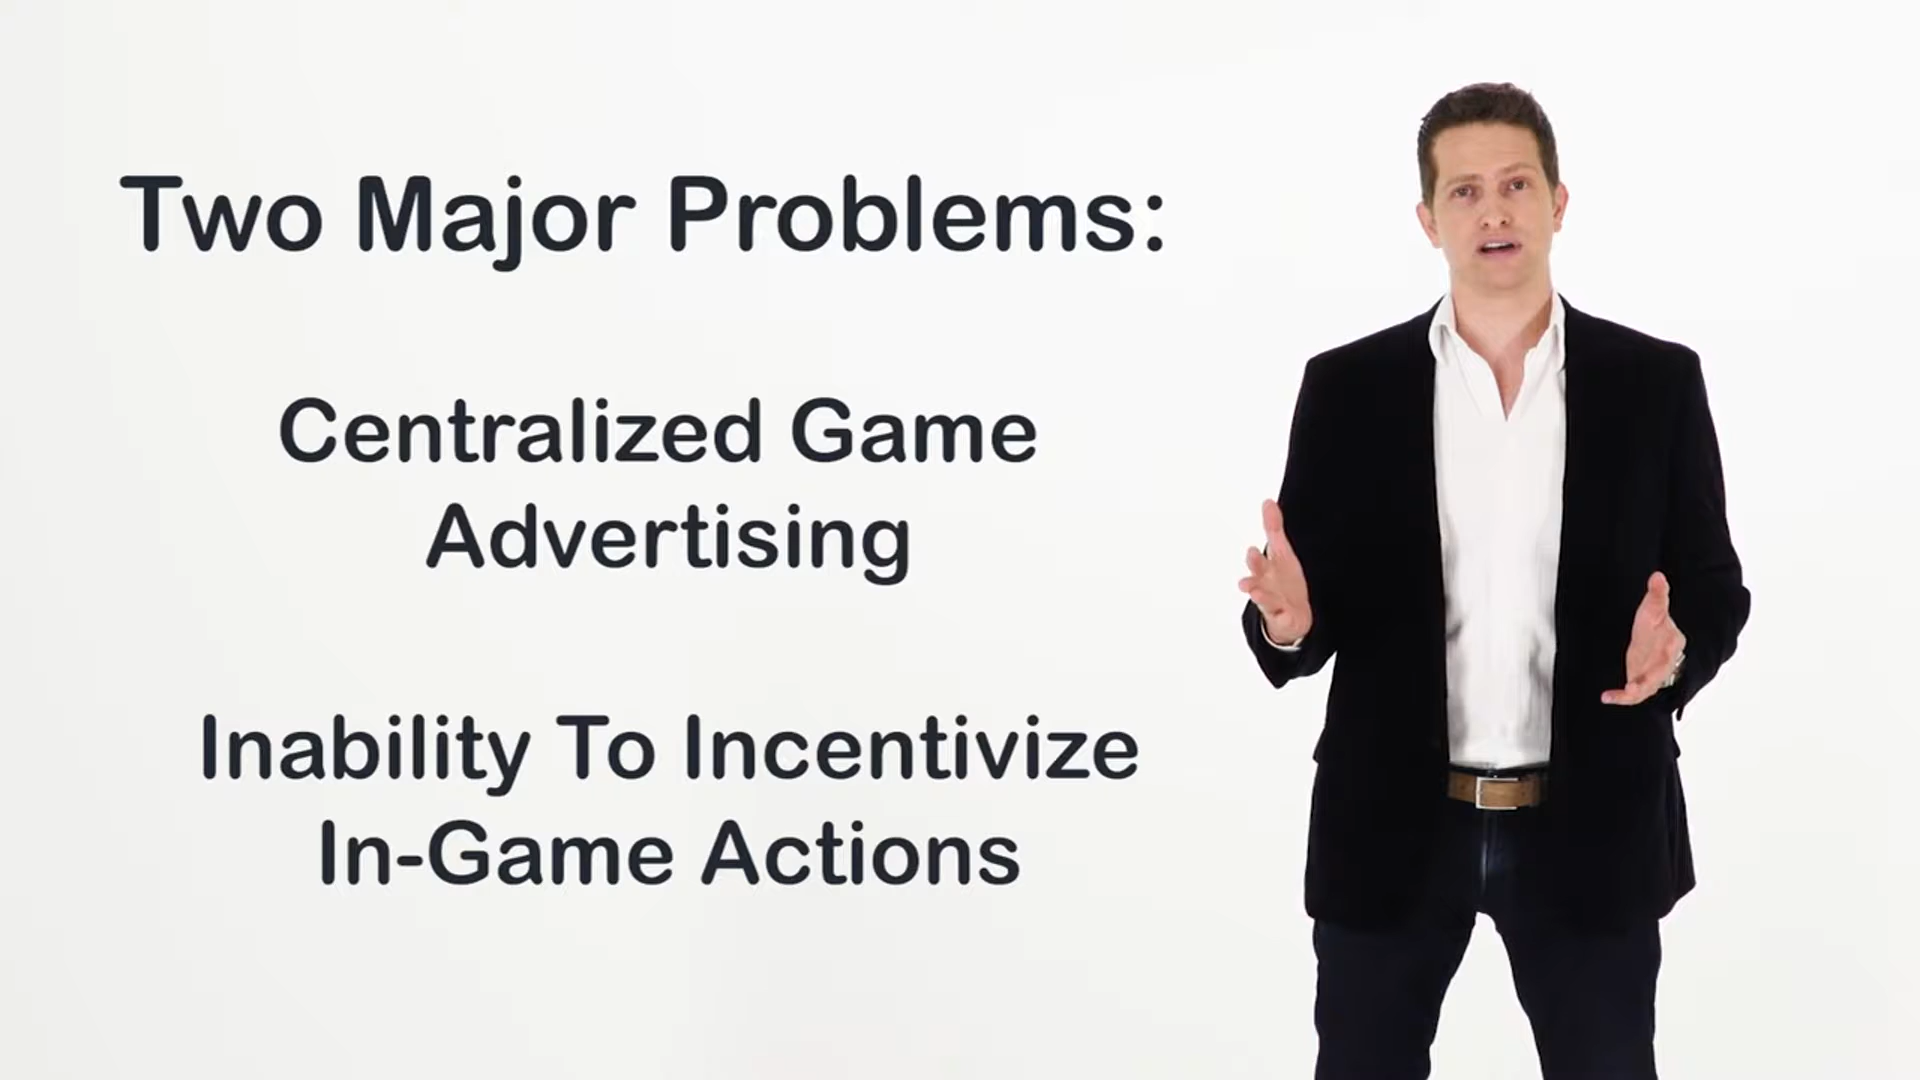 Two Major Problems:
Centralized Game
Advertising
Inability To Incentivize
In-Game Actions